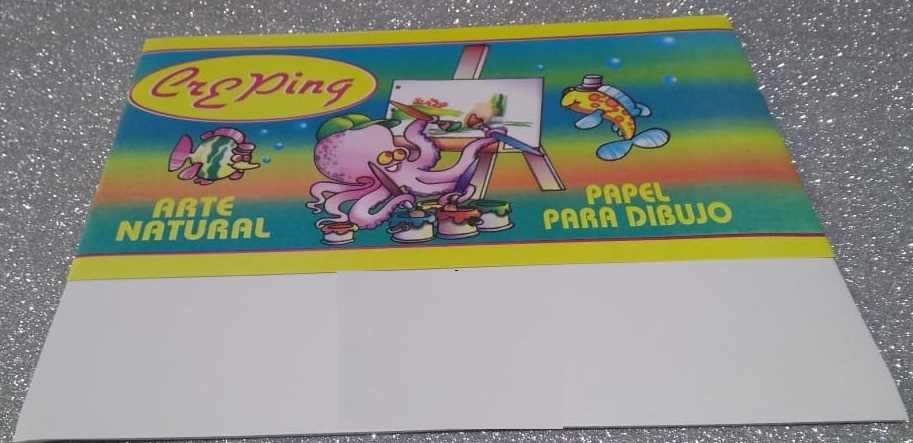 CrEPing
ARTE
NATURAL
PAPEL
PARA DIBUJO